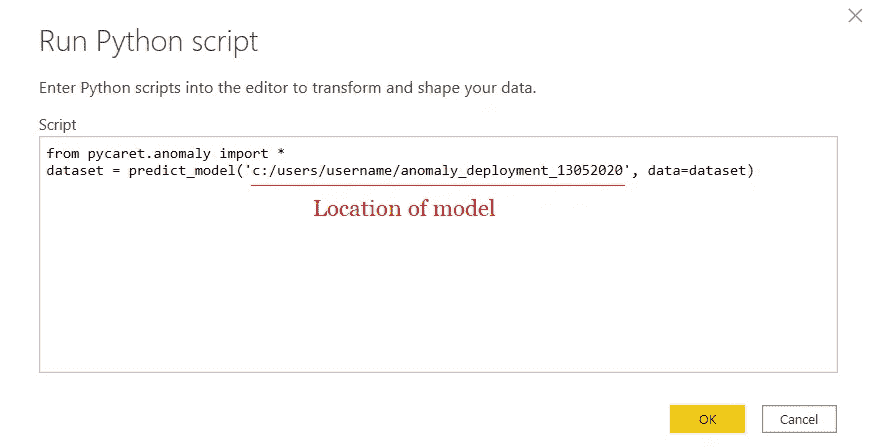 Run Python script
Enter Python scripts into the editor to transform and shape your data.
Script
from pycaret.anomaly import *
dataset = predict_model('c:/users/username/anomaly_deployment_13052020', data=dataset)
Location of model
OK
Cancel